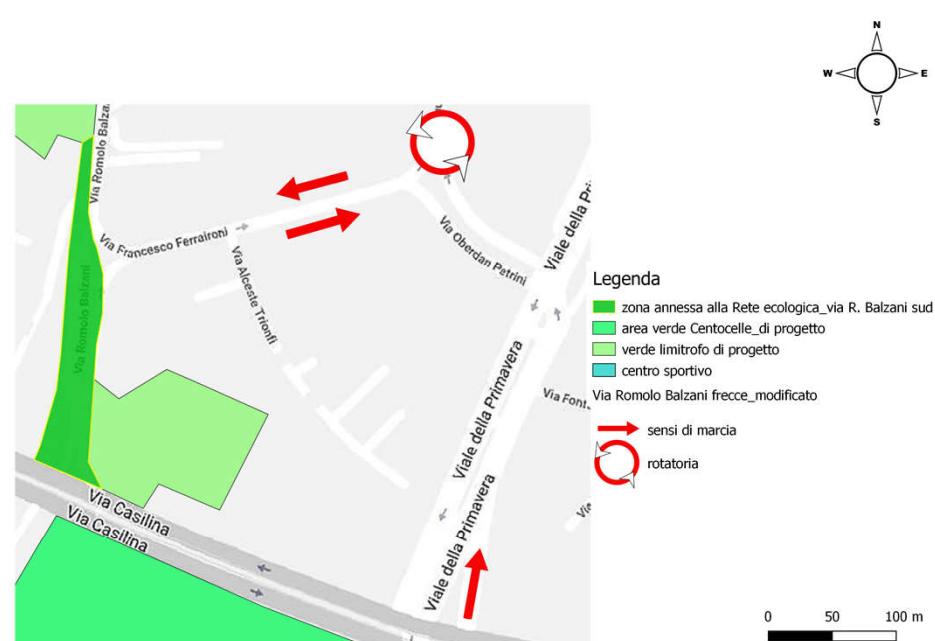 N
W
E
S
Via Romolo Balzani
Via Romolo Balza
Via Francesco Ferraironi
Via Alceste Trionfi
Via Oberdan Petrini
Viale della Pri
Viale della Primavera
Viale della Primavera
Via Font
Via Casilina
Via Casilina
Legenda
zona annessa alla Rete ecologica_via R. Balzani sud
area verde Centocelle_di progetto
verde limitrofo di progetto
centro sportivo
Via Romolo Balzani frecce_modificato
sensi di marcia
rotatoria
0 50 100 m